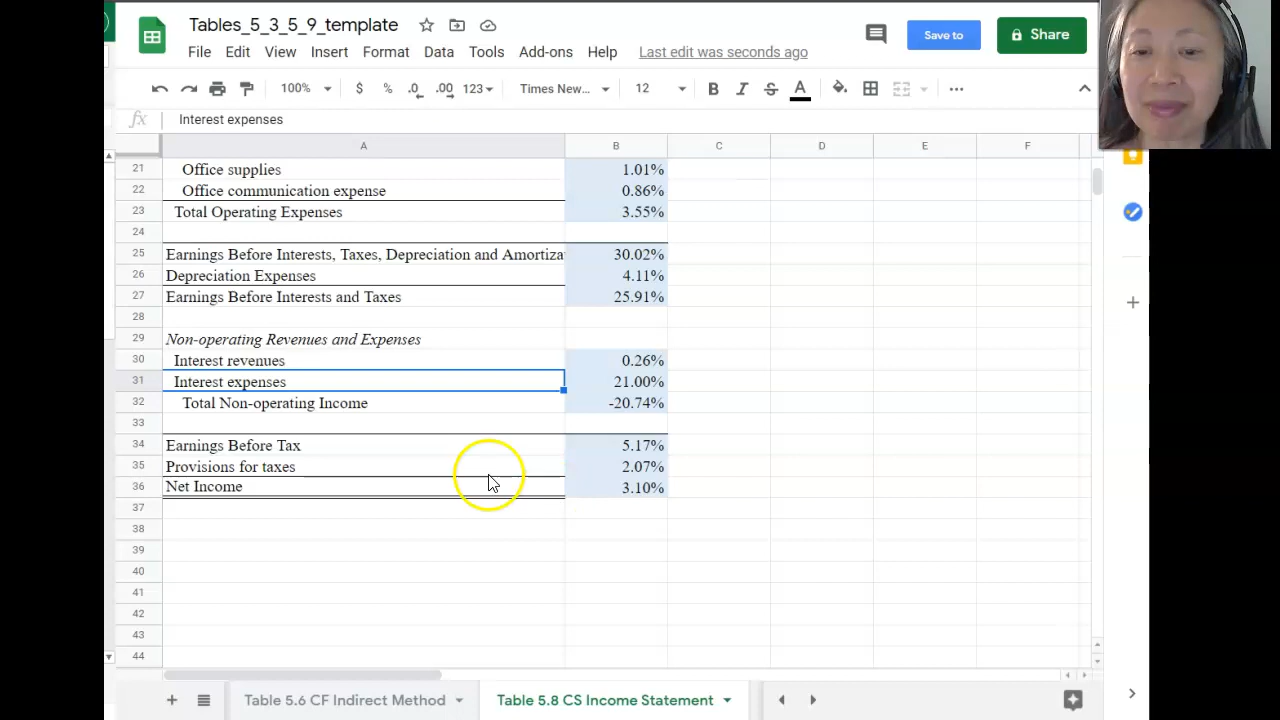 Tables_5_3_5_9_template
File Edit View Insert Format Data Tools Add-ons Help Last edit was seconds ago
Save to
Share
100% $ % .0 .00 123 Times New... 12 B I S A
fx Interest expenses
A B C D E F
21 Office supplies 1.01%
22 Office communication expense 0.86%
23 Total Operating Expenses 3.55%
24
25 Earnings Before Interests, Taxes, Depreciation and Amortiza 30.02%
26 Depreciation Expenses 4.11%
27 Earnings Before Interests and Taxes 25.91%
28
29 Non-operating Revenues and Expenses
30 Interest revenues 0.26%
31 Interest expenses 21.00%
32 Total Non-operating Income -20.74%
33
34 Earnings Before Tax 5.17%
35 Provisions for taxes 2.07%
36 Net Income 3.10%
37
38
39
40
41
42
43
44
Table 5.6 CF Indirect Method Table 5.8 CS Income Statement